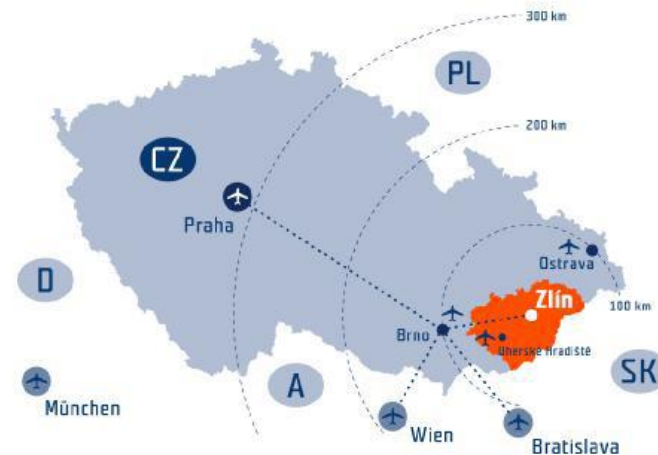 300 km
PL
200 km
CZ
Praha
Ostrava
D
Zlín
100 km
Brno
Uherské Hradiště
SK
A
München
Wien
Bratislava